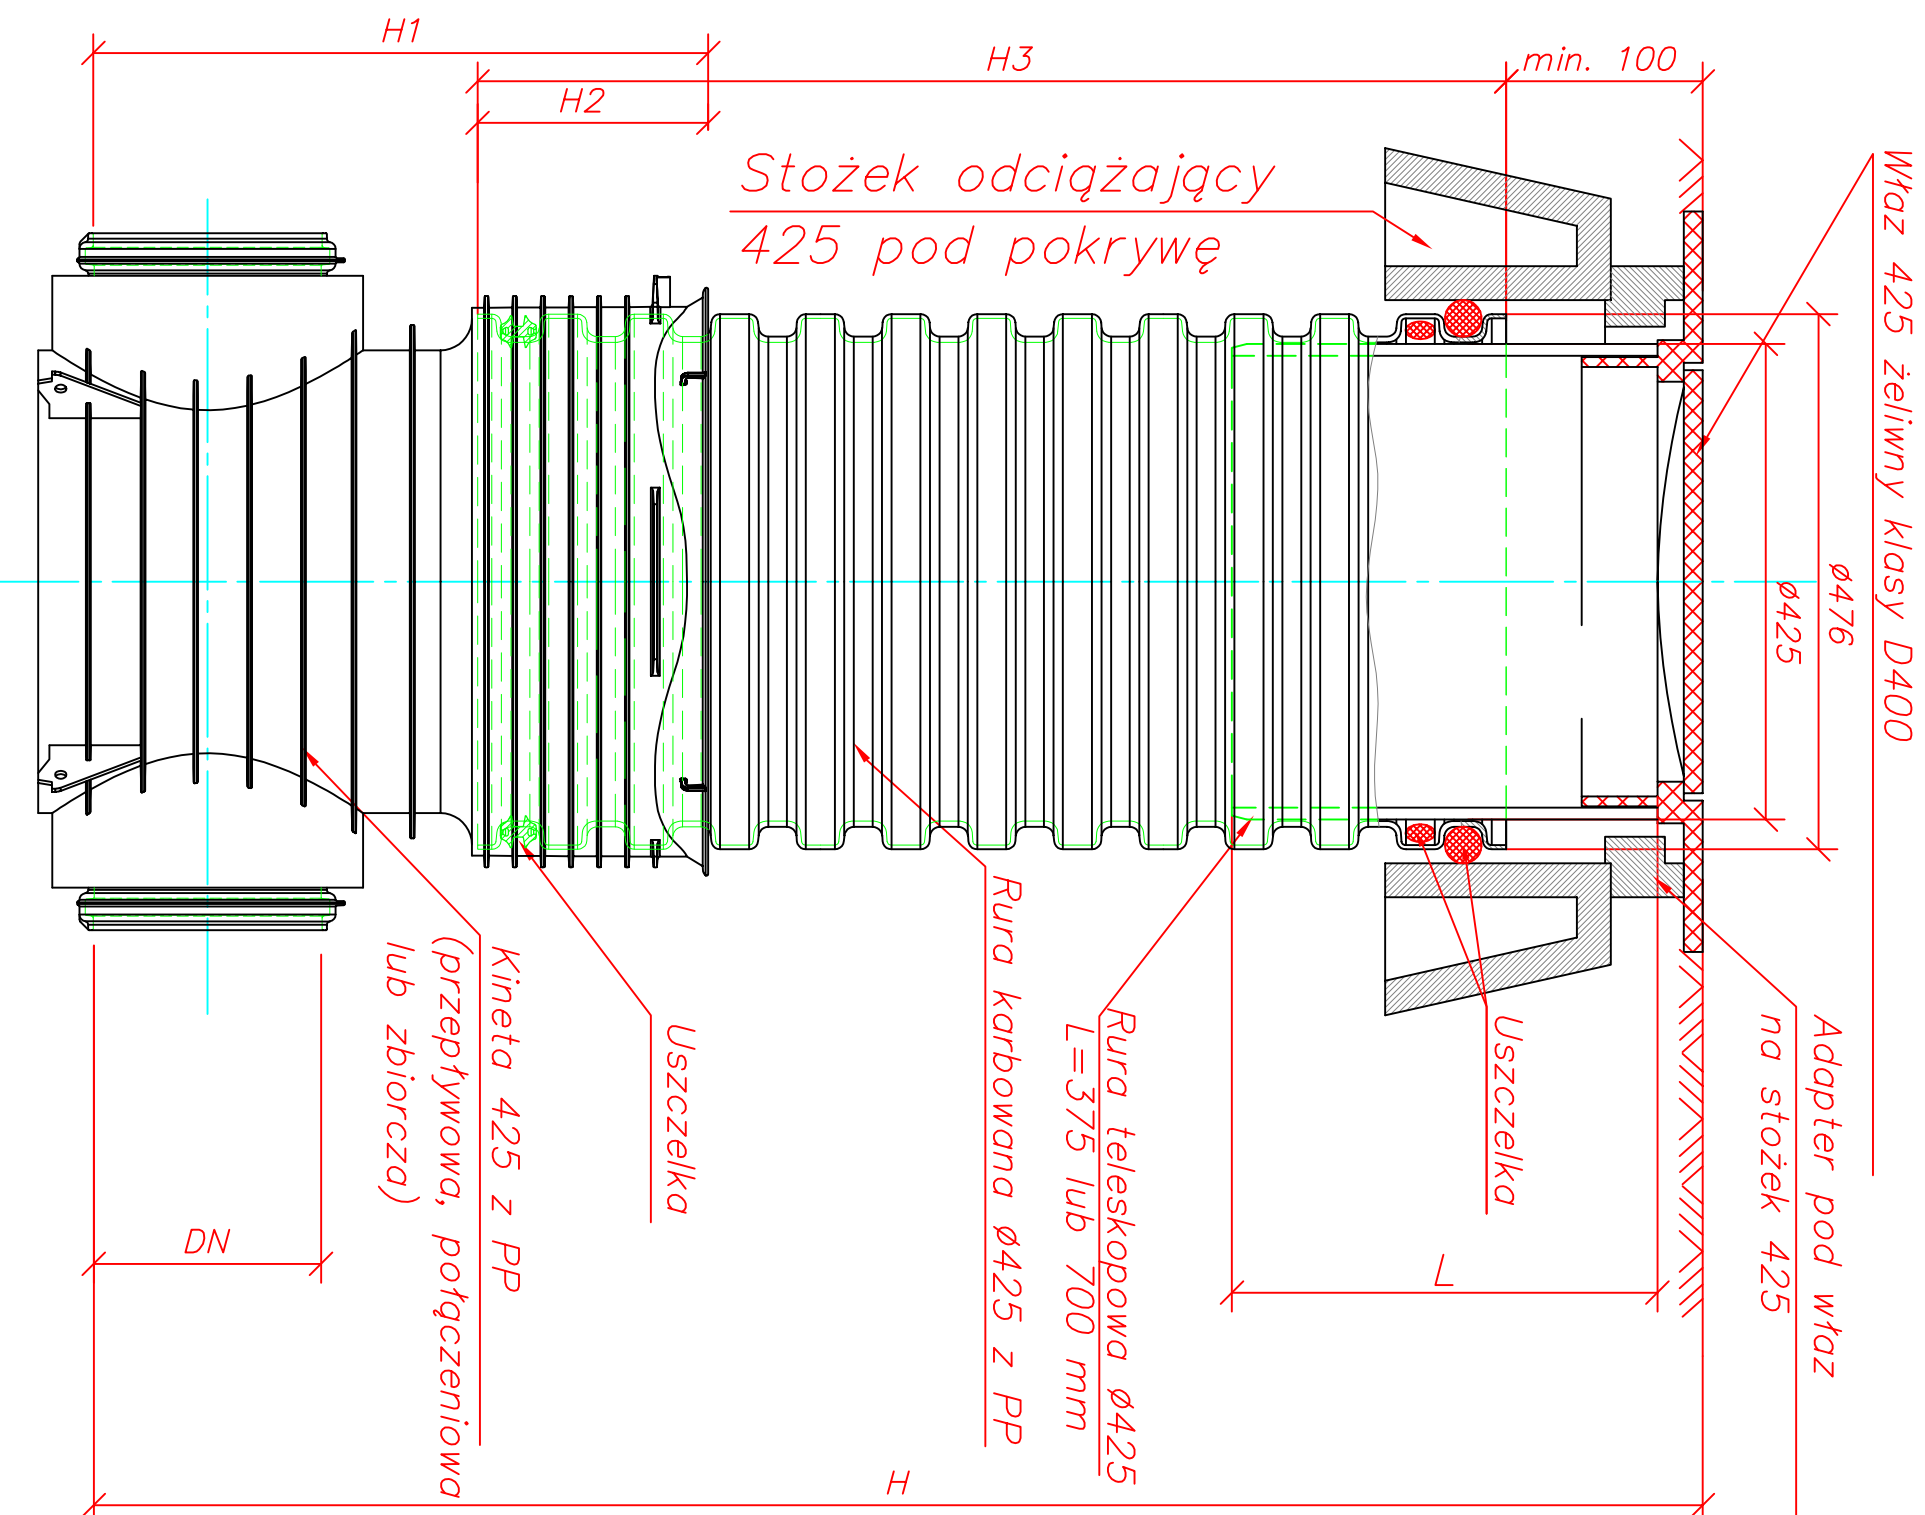 H1
H3
min. 100
H2
Stożek odciążający
425 pod pokrywę
Właz 425 żeliwny klasy D400
ø476
ø425
Adapter pod właz
na stożek 425
Uszczelka
Rura teleskopowa ø425
L=375 lub 700 mm
Rura karbowana ø425 z PP
Uszczelka
Kineta 425 z PP
(przepływowa, połączeniowa
lub zbiorcza)
DN
L
H